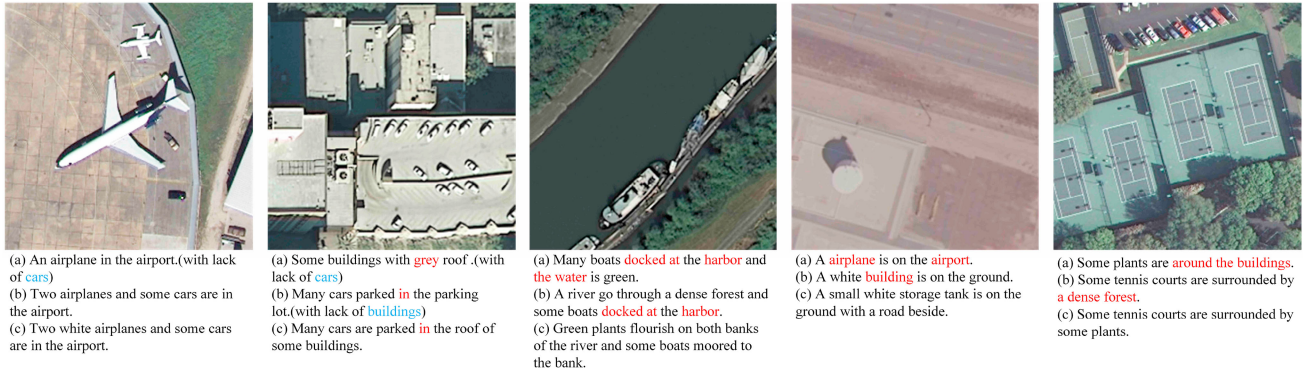 (a) An airplane in the airport.(with lack
of cars)
(b) Two airplanes and some cars are in
the airport.
(c) Two white airplanes and some cars
are in the airport.
(a) Some buildings with grey roof .(with
lack of cars)
(b) Many cars parked in the parking
lot.(with lack of buildings)
(c) Many cars are parked in the roof of
some buildings.
(a) Many boats docked at the harbor and
the water is green.
(b) A river go through a dense forest and
some boats docked at the harbor.
(c) Green plants flourish on both banks
of the river and some boats moored to
the bank.
(a) A airplane is on the airport.
(b) A white building is on the ground.
(c) A small white storage tank is on the
ground with a road beside.
(a) Some plants are around the buildings.
(b) Some tennis courts are surrounded by
a dense forest.
(c) Some tennis courts are surrounded by
some plants.